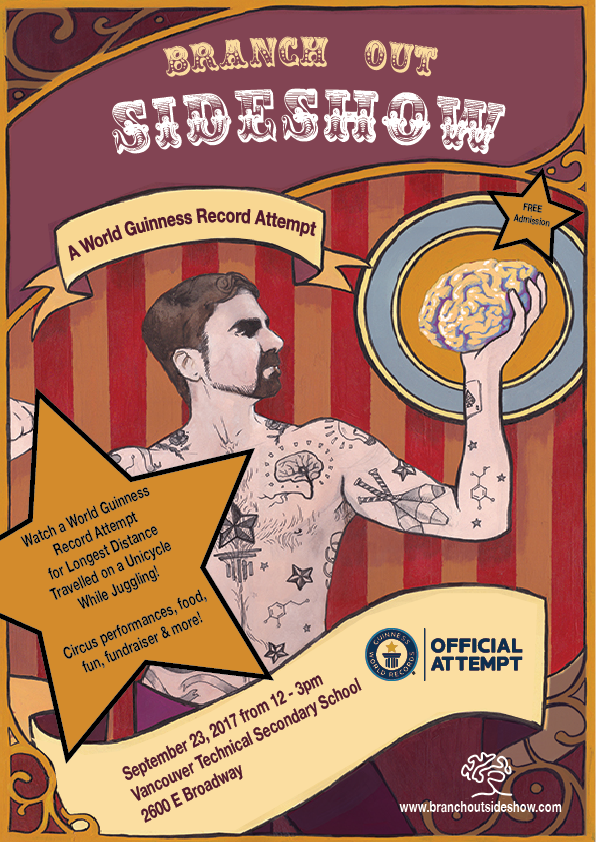 BRANCH OUT
SIDESHOW
FREE
Admission
A World Guinness Record Attempt
Watch a World Guinness
Record Attempt
for Longest Distance
Travelled on a Unicycle
While Juggling!
Circus performances, food,
fun, fundraiser & more!
GUINNESS
WORLD RECORDS
OFFICIAL
ATTEMPT
September 23, 2017 from 12 - 3pm
Vancouver Technical Secondary School
2600 E Broadway
www.branchoutsideshow.com